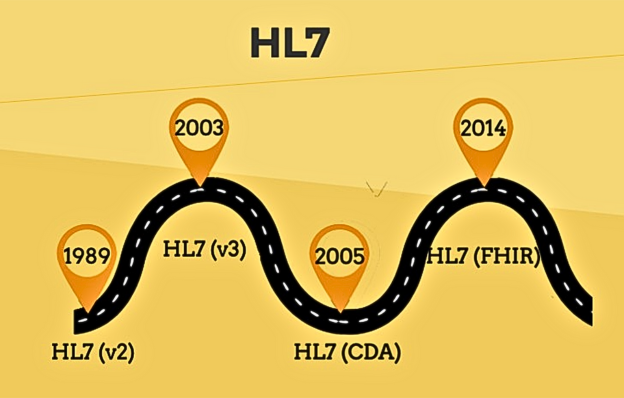 HL7
2003
2014
1989
HL7 (v3)
2005
HL7 (FHIR)
HL7 (v2)
HL7 (CDA)